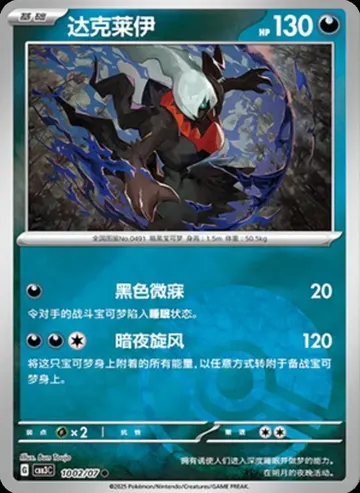 基础 达克莱伊 HP 130
全国图鉴No.0491 暗黑宝可梦 身高：1.5m 体重：50.5kg
黑色微寐 20
令对手的战斗宝可梦陷入睡眠状态。
暗夜旋风 120
将这只宝可梦身上附着的所有能量，以任意方式转附于备战宝可梦身上。
弱点 ×2 抗性 撤退
Illus. Bun Toujo
G 1002/07
拥有诱使人们进入深度睡眠并做梦的能力。
在朔月的夜晚活动。
©2025 Pokémon/Nintendo/Creatures/GAME FREAK.